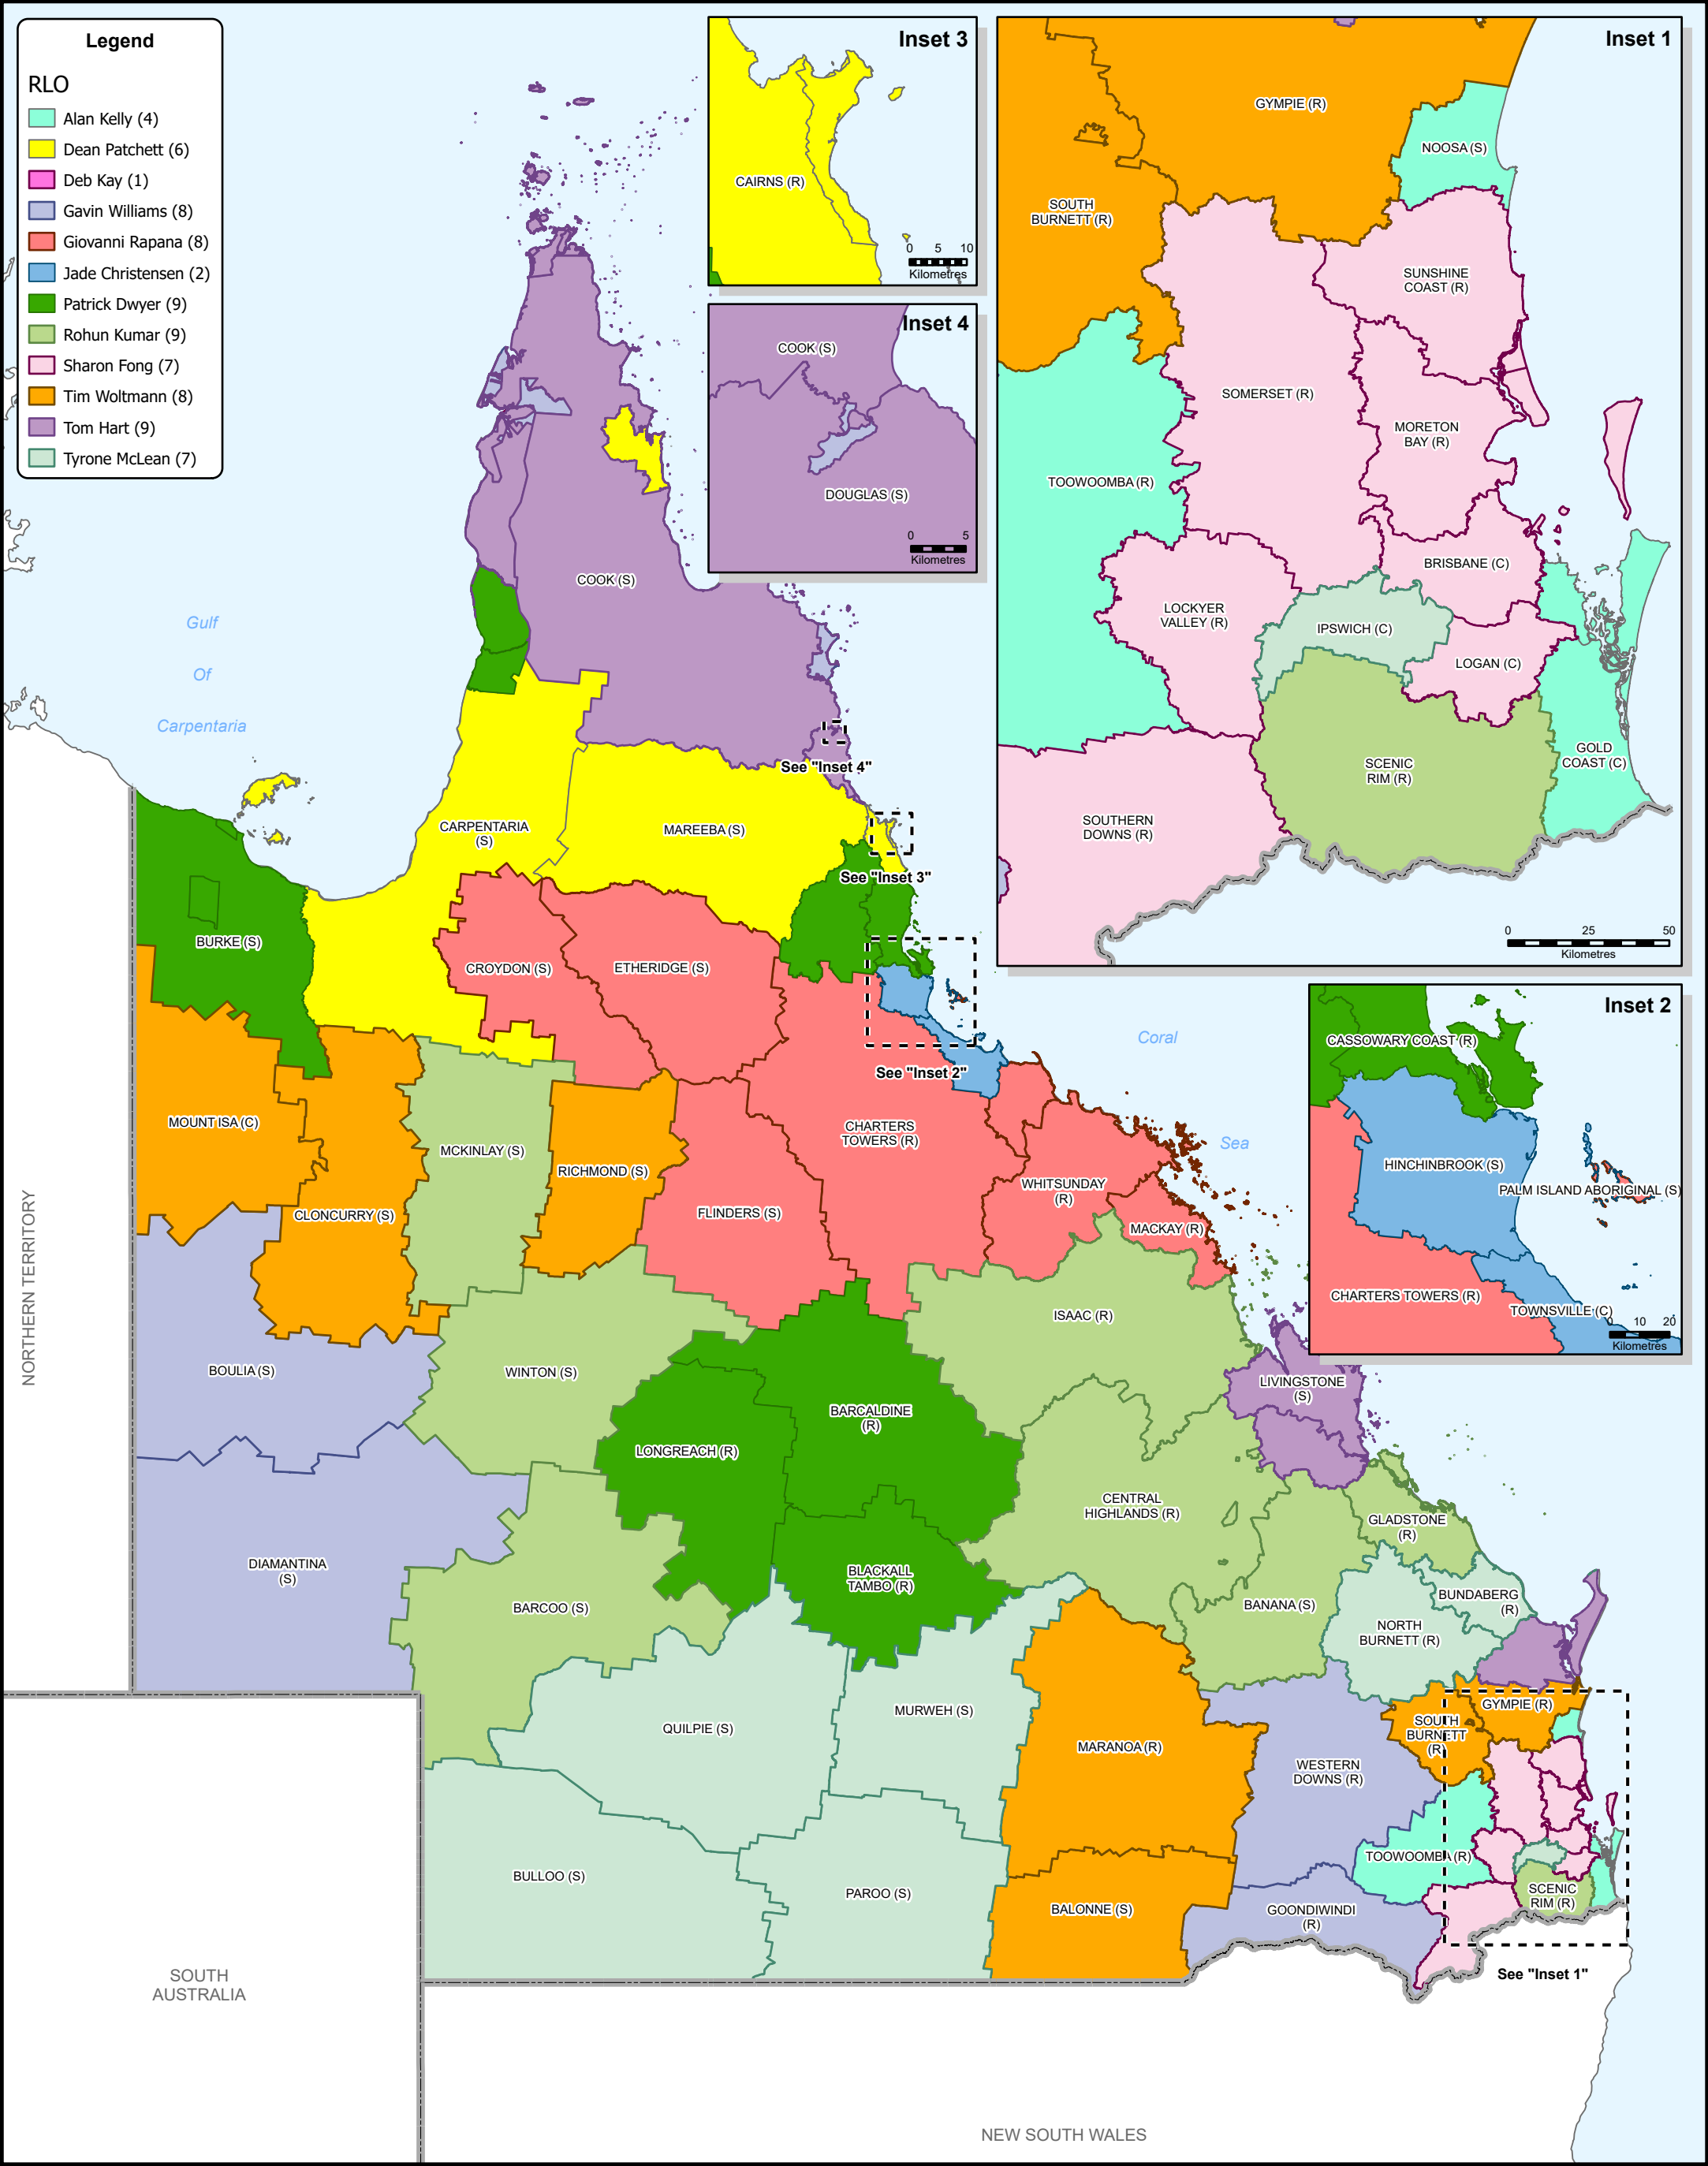 Legend
RLO
Alan Kelly (4)
Dean Patchett (6)
Deb Kay (1)
Gavin Williams (8)
Giovanni Rapana (8)
Jade Christensen (2)
Patrick Dwyer (9)
Rohun Kumar (9)
Sharon Fong (7)
Tim Woltmann (8)
Tom Hart (9)
Tyrone McLean (7)
Inset 3
CAIRNS (R)
0 5 10
Kilometres
Inset 4
COOK (S)
DOUGLAS (S)
0 5
Kilometres
Inset 1
GYMPIE (R)
NOOSA (S)
SOUTH
BURNETT (R)
SUNSHINE
COAST (R)
SOMERSET (R)
MORETON
BAY (R)
TOOWOOMBA (R)
BRISBANE (C)
LOCKYER
VALLEY (R)
IPSWICH (C)
LOGAN (C)
GOLD
COAST (C)
SCENIC
RIM (R)
SOUTHERN
DOWNS (R)
0 25 50
Kilometres
Inset 2
CASSOWARY COAST (R)
HINCHINBROOK (S)
PALM ISLAND ABORIGINAL (S)
CHARTERS TOWERS (R)
TOWNSVILLE (C)
0 10 20
Kilometres
Gulf
Of
Carpentaria
Coral
Sea
COOK (S)
See "Inset 4"
CARPENTARIA
(S)
MAREEBA (S)
See "Inset 3"
BURKE (S)
CROYDON (S)
ETHERIDGE (S)
See "Inset 2"
MOUNT ISA (C)
CLONCURRY (S)
MCKINLAY (S)
RICHMOND (S)
FLINDERS (S)
CHARTERS
TOWERS (R)
WHITSUNDAY
(R)
MACKAY (R)
ISAAC (R)
BOULIA (S)
WINTON (S)
LONGREACH (R)
BARCALDINE
(R)
LIVINGSTONE
(S)
CENTRAL
HIGHLANDS (R)
GLADSTONE
(R)
DIAMANTINA
(S)
BARCOO (S)
BLACKALL
TAMBO (R)
BANANA (S)
BUNDABERG
(R)
NORTH
BURNETT (R)
QUILPIE (S)
MURWEH (S)
MARANOA (R)
GYMPIE (R)
SOUTH
BURNETT
(R)
WESTERN
DOWNS (R)
TOOWOOMBA (R)
BULLOO (S)
PAROO (S)
BALONNE (S)
GOONDIWINDI
(R)
SCENIC
RIM (R)
See "Inset 1"
NORTHERN TERRITORY
SOUTH
AUSTRALIA
NEW SOUTH WALES